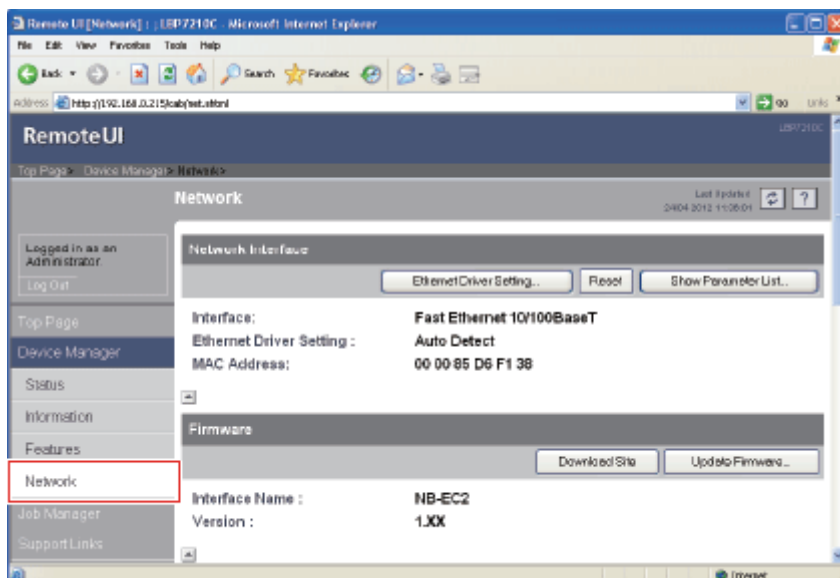 Remote UI [Network] : ; LBP7210C - Microsoft Internet Explorer
File Edit View Favorites Tools Help
Back Search Favorites
Address http://192.168.0.215/cab/net.shtml Go Links
RemoteUI LBP7210C
Top Page> Device Manager> Network>
Network Last Updated
11:06:01 ?
Logged in as an
Administrator.
Log Out
Network Interface
Ethernet Driver Setting... Reset Show Parameter List...
Interface: Fast Ethernet 10/100BaseT
Ethernet Driver Setting : Auto Detect
MAC Address: 00 00 85 D6 F1 38
Top Page
Device Manager
Status
Information
Features
Network
Job Manager
Support Links
Firmware
Download Site Update Firmware...
Interface Name : NB-EC2
Version : 1.XX
Internet